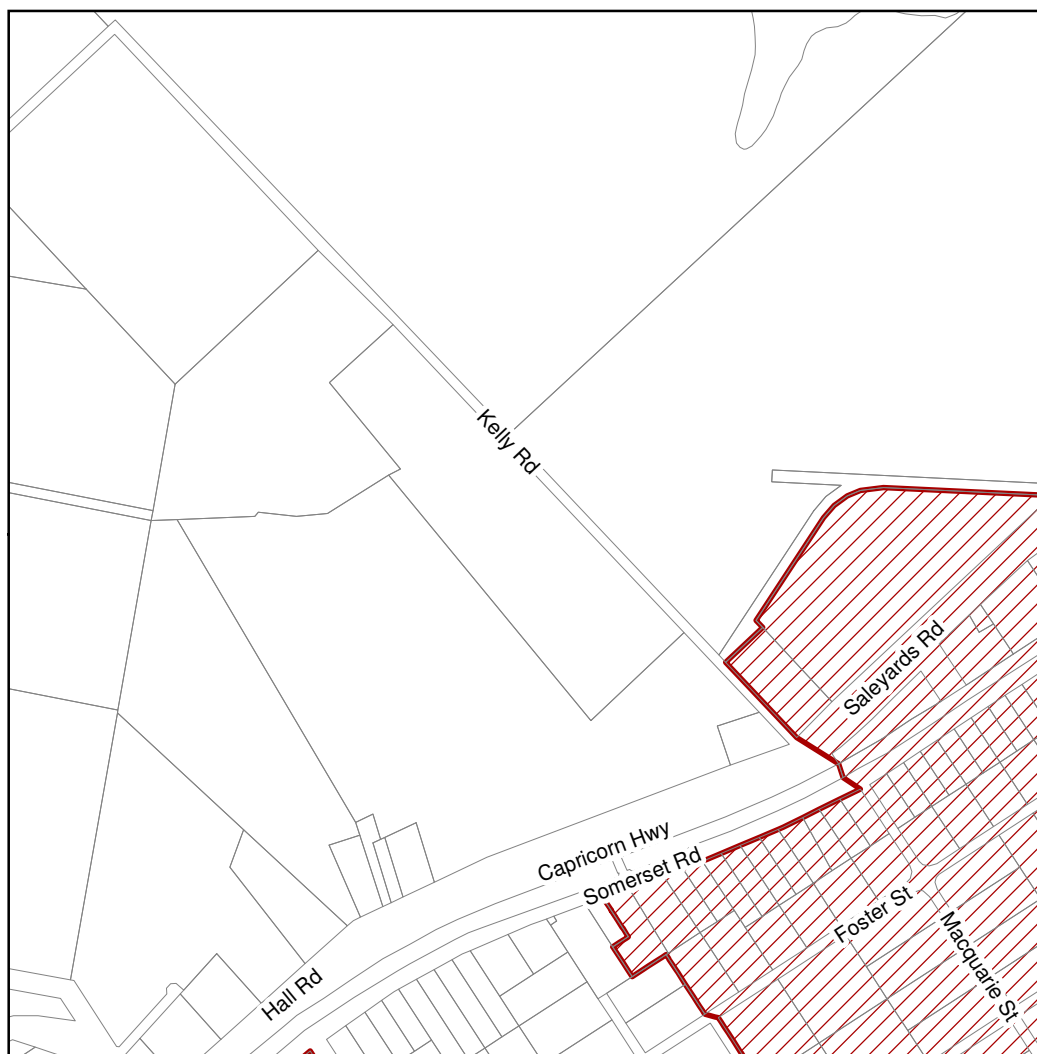 Kelly Rd
Saleyards Rd
Capricorn Hwy
Somerset Rd
Foster St
Macquarie St
Hall Rd